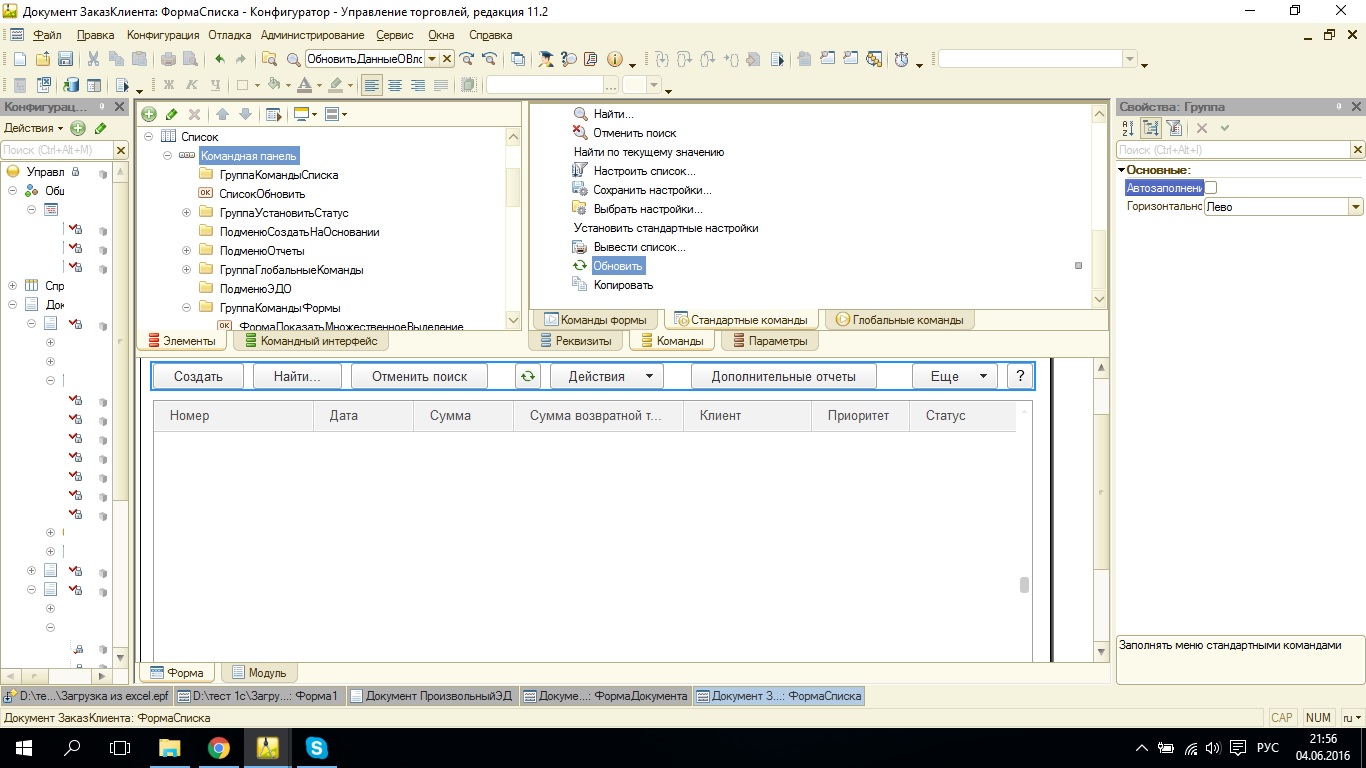 Документ ЗаказКлиента: ФормаСписка - Конфигуратор - Управление торговлей, редакция 11.2
Файл Правка Конфигурация Отладка Администрирование Сервис Окна Справка
ОбновитьДанныеОВлс
Ж К Ч
Конфигурац...
Действия
Поиск (Ctrl+Alt+M)
Управл
Общ
Спр
Док
Список
Командная панель
ГруппаКомандыСписка
СписокОбновить
ГруппаУстановитьСтатус
ПодменюСоздатьНаОсновании
ПодменюОтчеты
ГруппаГлобальныеКоманды
ПодменюЭДО
ГруппаКомандыФормы
ФормаПоказатьМножественноеВыделение
Элементы Командный интерфейс
Найти...
Отменить поиск
Найти по текущему значению
Настроить список...
Сохранить настройки...
Выбрать настройки...
Установить стандартные настройки
Вывести список...
Обновить
Копировать
Команды формы Стандартные команды Глобальные команды
Реквизиты Команды Параметры
Создать Найти... Отменить поиск Действия Дополнительные отчеты Еще ?
Номер Дата Сумма Сумма возвратной т... Клиент Приоритет Статус
Форма Модуль
Свойства: Группа
Поиск (Ctrl+Alt+I)
Основные:
Автозаполнени
Горизонтальнс Лево
Заполнять меню стандартными командами
D:\те...\Загрузка из excel.epf D:\тест 1c\Загру...: Форма1 Документ ПроизвольныйЭД Докуме...: ФормаДокумента Документ З...: ФормаСписка
Документ ЗаказКлиента: ФормаСписка CAP NUM ru
РУС 21:56
04.06.2016